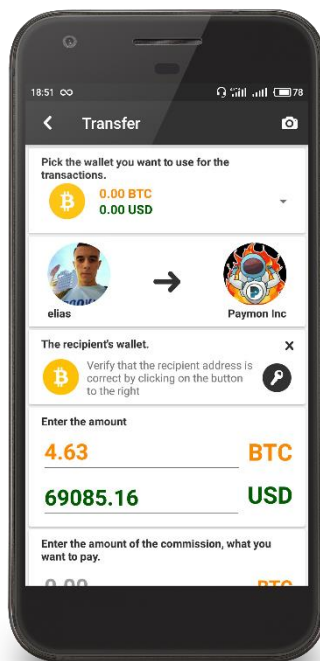 18:51
78
Transfer
Pick the wallet you want to use for the
transactions.
0.00 BTC
0.00 USD
elias
Paymon Inc
The recipient's wallet.
Verify that the recipient address is
correct by clicking on the button
to the right
Enter the amount
4.63 BTC
69085.16 USD
Enter the amount of the commission, what you
want to pay.
0.00 BTC